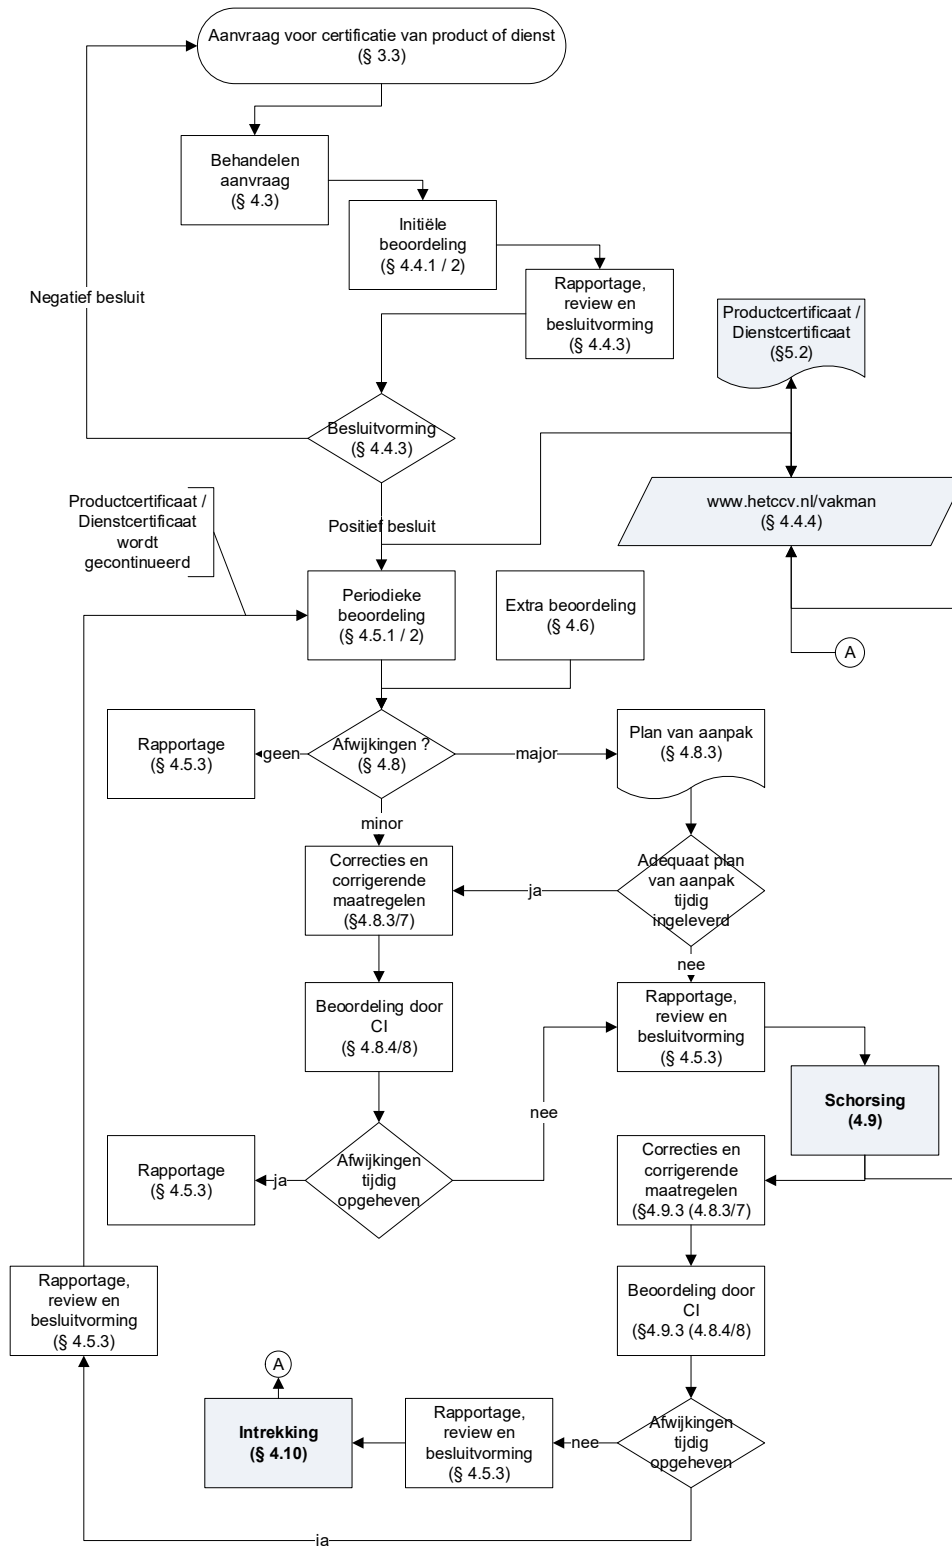 Aanvraag voor certificatie van product of dienst
(§ 3.3)
Behandelen
aanvraag
(§ 4.3)
Initiële
beoordeling
(§ 4.4.1 / 2)
Rapportage,
review en
besluitvorming
(§ 4.4.3)
Negatief besluit
Productcertificaat /
Dienstcertificaat
(§5.2)
Besluitvorming
(§ 4.4.3)
www.hetccv.nl/vakman
(§ 4.4.4)
Productcertificaat /
Dienstcertificaat
wordt
gecontinueerd
Positief besluit
Periodieke
beoordeling
(§ 4.5.1 / 2)
Extra beoordeling
(§ 4.6)
A
Rapportage
(§ 4.5.3)
geen
Afwijkingen ?
(§ 4.8)
major
Plan van aanpak
(§ 4.8.3)
minor
Correcties en
corrigerende
maatregelen
(§4.8.3/7)
ja
Adequaat plan
van aanpak
tijdig
ingeleverd
nee
Beoordeling door
CI
(§ 4.8.4/8)
Rapportage,
review en
besluitvorming
(§ 4.5.3)
Schorsing
(4.9)
nee
Rapportage
(§ 4.5.3)
ja
Afwijkingen
tijdig
opgeheven
Correcties en
corrigerende
maatregelen
(§4.9.3 (4.8.3/7)
Rapportage,
review en
besluitvorming
(§ 4.5.3)
Beoordeling door
CI
(§4.9.3 (4.8.4/8)
A
Intrekking
(§ 4.10)
Rapportage,
review en
besluitvorming
(§ 4.5.3)
nee
Afwijkingen
tijdig
opgeheven
ja